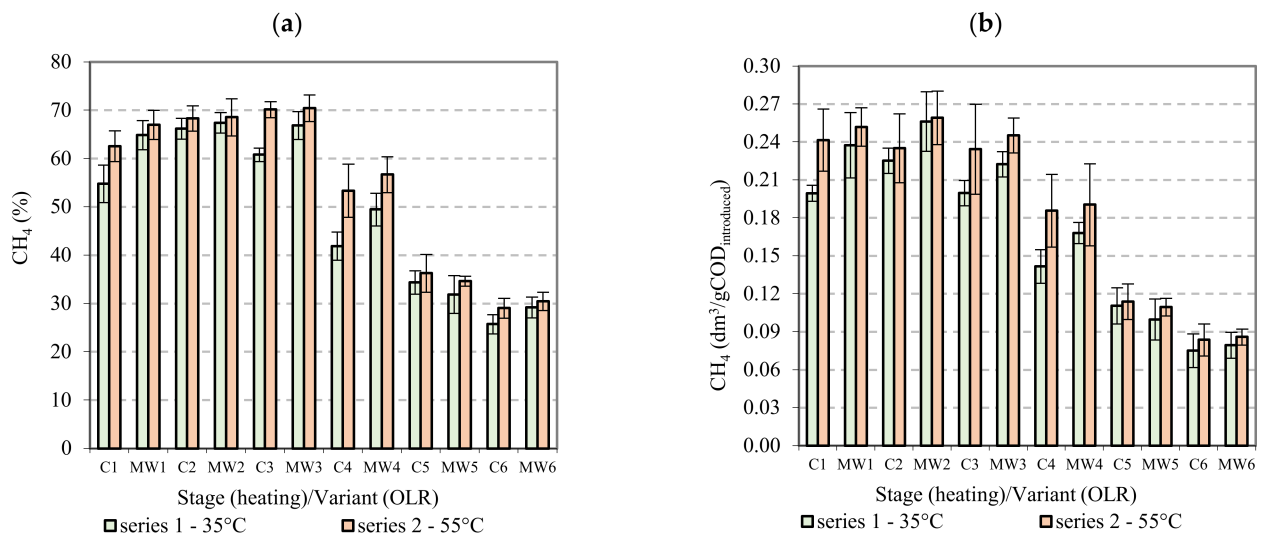 (a)
80
70
60
50
40
30
20
10
0
CH4 (%)
C1 MW1 C2 MW2 C3 MW3 C4 MW4 C5 MW5 C6 MW6
Stage (heating)/Variant (OLR)
series 1 - 35°C series 2 - 55°C
(b)
0.30
0.27
0.24
0.21
0.18
0.15
0.12
0.09
0.06
0.03
0.00
CH4 (dm³/gCODintroduced)
C1 MW1 C2 MW2 C3 MW3 C4 MW4 C5 MW5 C6 MW6
Stage (heating)/Variant (OLR)
series 1 - 35°C series 2 - 55°C